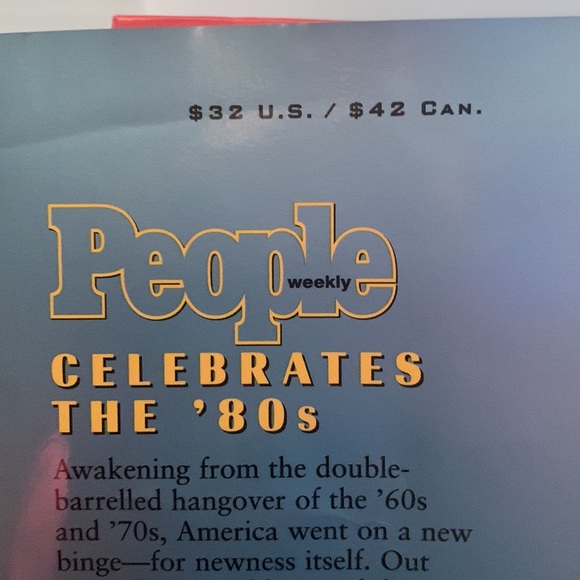 $32 U.S. / $42 CAN.
People
weekly
CELEBRATES
THE ’80s
Awakening from the double-
barrelled hangover of the ’60s
and ’70s, America went on a new
binge—for newness itself. Out